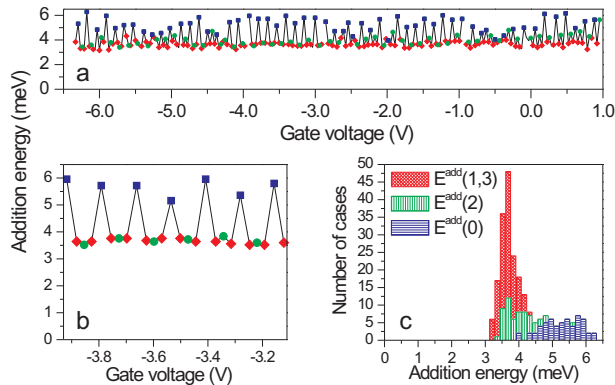 Addition energy (meV)
6
4
2
0
a
-6.0 -5.0 -4.0 -3.0 -2.0 -1.0 0.0 1.0
Gate voltage (V)
6
5
4
3
2
1
0
b
-3.8 -3.6 -3.4 -3.2
Gate voltage (V)
Number of cases
50
45
40
35
30
25
20
15
10
5
0
E^add(1,3)
E^add(2)
E^add(0)
c
0 1 2 3 4 5 6
Addition energy (meV)